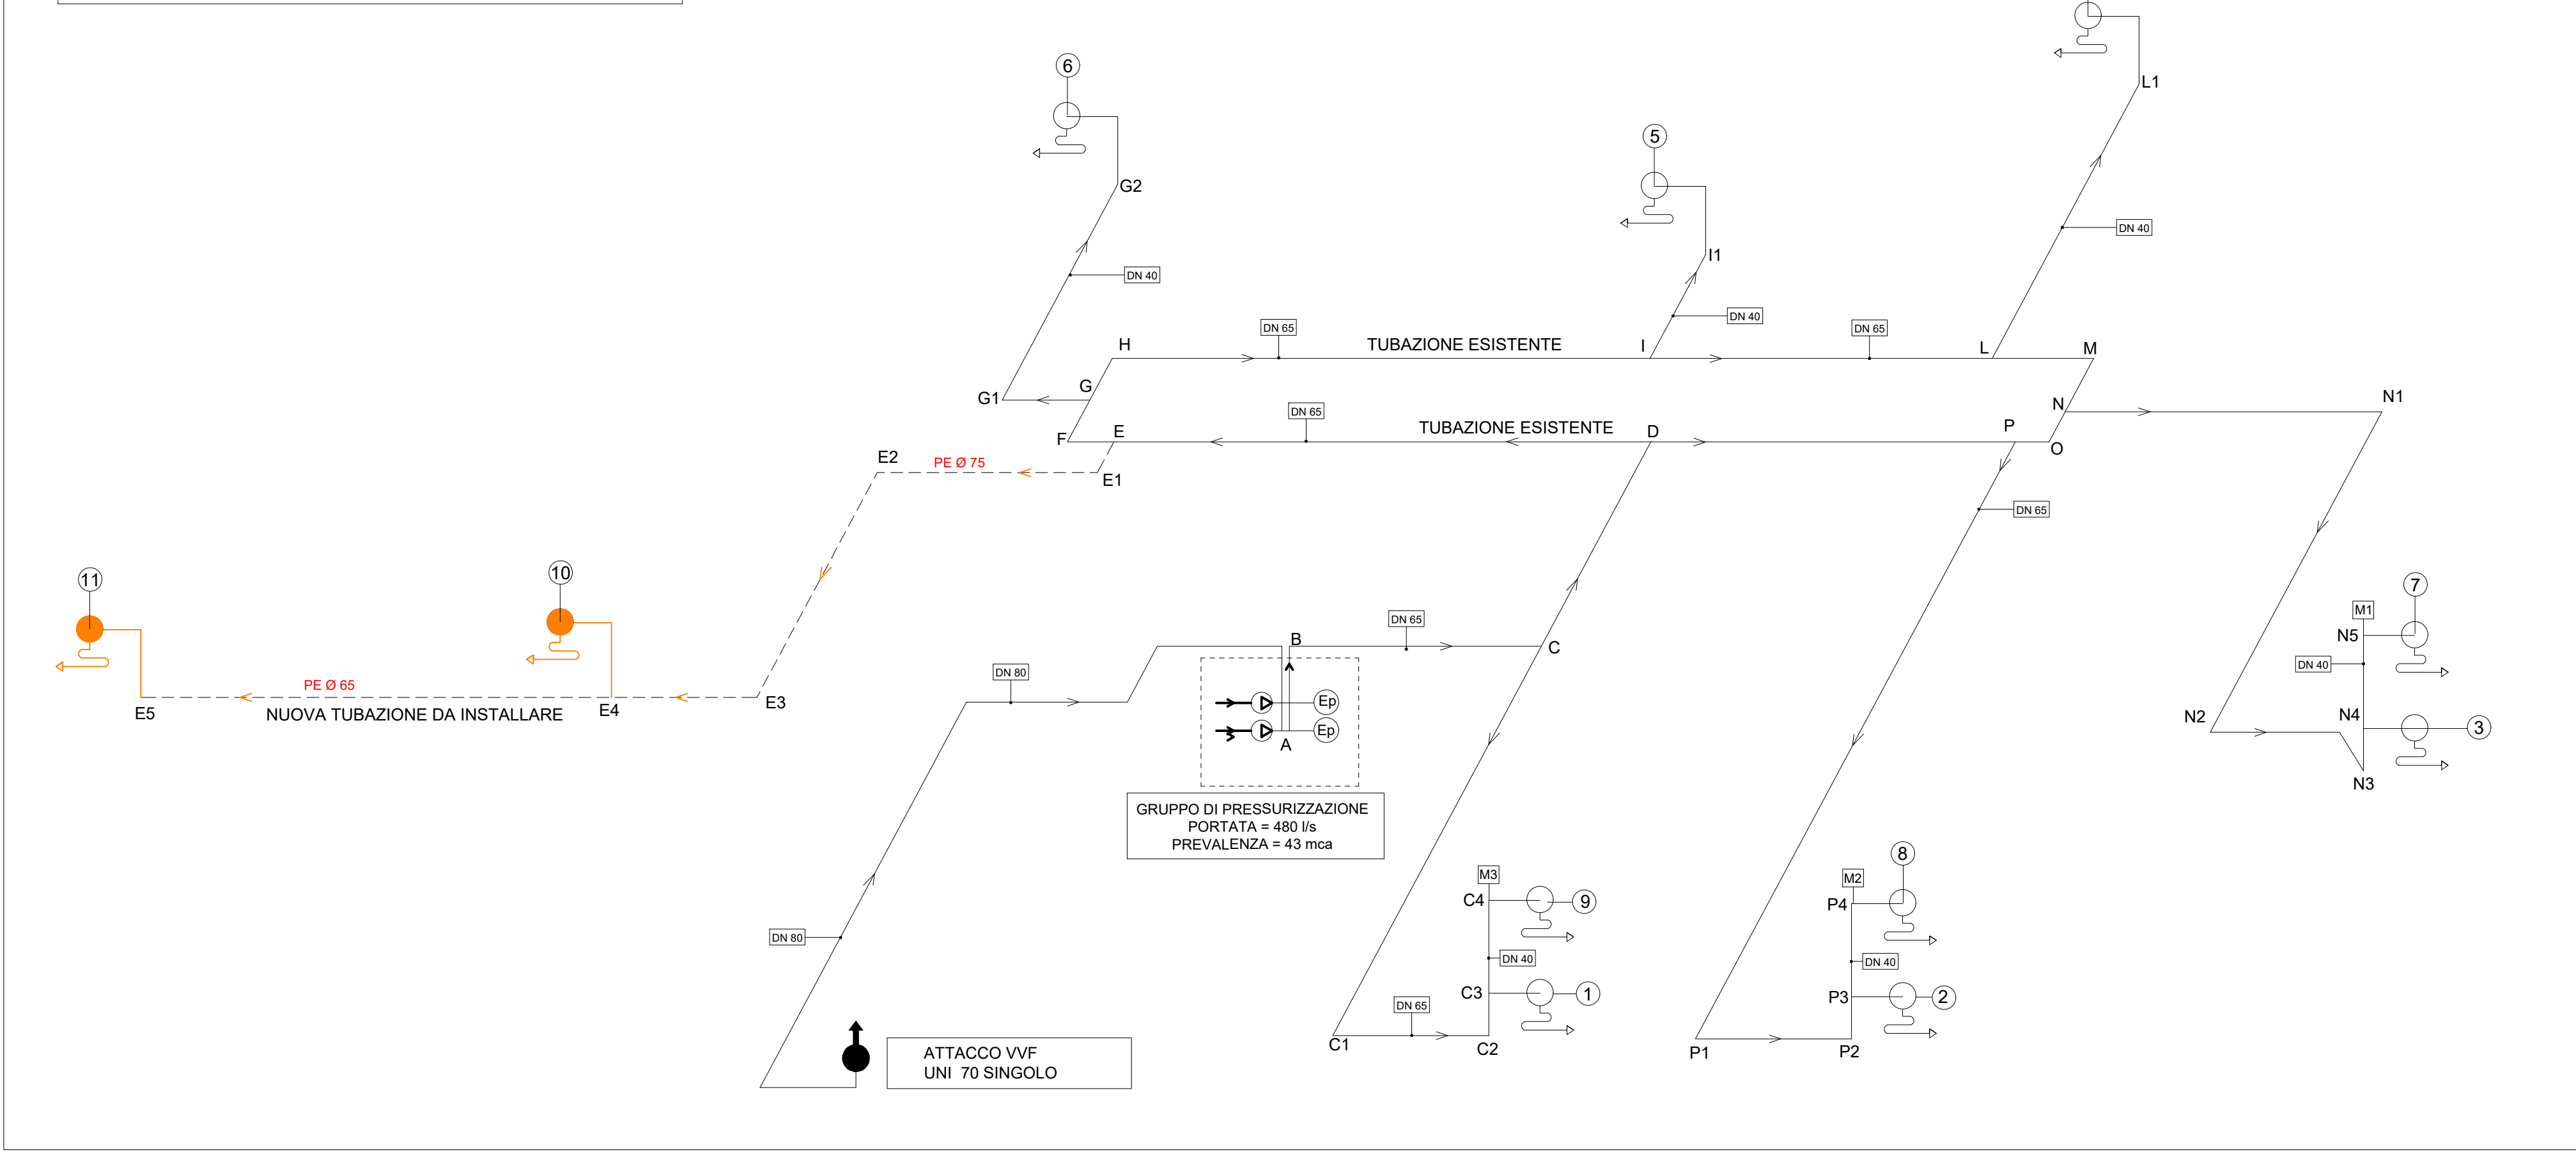 6
5
L1
G2
DN 40
I1
DN 40
DN 40
DN 65
TUBAZIONE ESISTENTE
DN 65
H
I
L
M
G
G1
N
N1
DN 65
TUBAZIONE ESISTENTE
F
E
D
P
O
E2
PE Ø 75
E1
DN 65
11
10
7
M1
N5
DN 40
DN 65
B
C
DN 80
Ep
Ep
A
PE Ø 65
E5
NUOVA TUBAZIONE DA INSTALLARE
E4
E3
N2
N4
3
N3
GRUPPO DI PRESSURIZZAZIONE
PORTATA = 480 l/s
PREVALENZA = 43 mca
8
M3
M2
C4
9
P4
DN 80
DN 40
DN 40
C3
1
P3
2
DN 65
C1
C2
P1
P2
ATTACCO VVF
UNI  70 SINGOLO